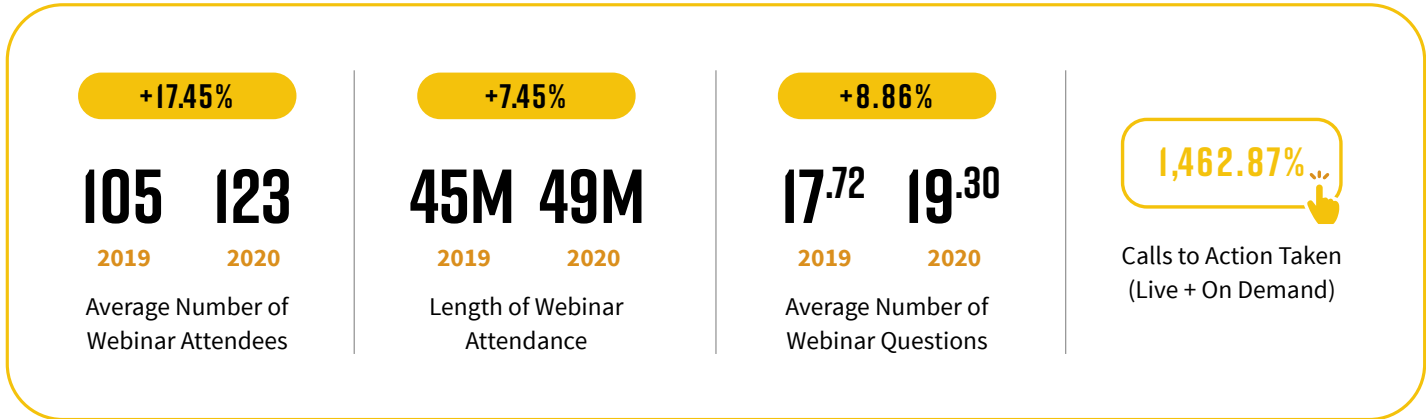 +17.45%
105 123
2019 2020
Average Number of
Webinar Attendees
+7.45%
45M 49M
2019 2020
Length of Webinar
Attendance
+8.86%
17.72 19.30
2019 2020
Average Number of
Webinar Questions
1,462.87%
Calls to Action Taken
(Live + On Demand)